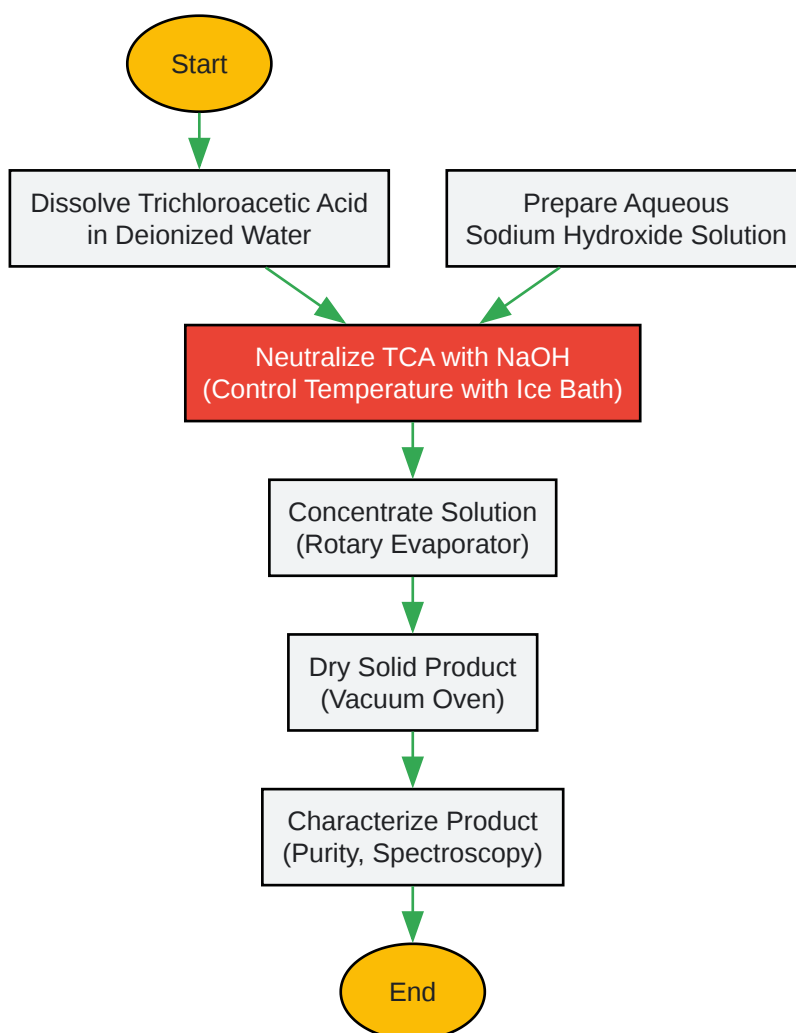 Start
Dissolve Trichloroacetic Acid
in Deionized Water
Prepare Aqueous
Sodium Hydroxide Solution
Neutralize TCA with NaOH
(Control Temperature with Ice Bath)
Concentrate Solution
(Rotary Evaporator)
Dry Solid Product
(Vacuum Oven)
Characterize Product
(Purity, Spectroscopy)
End